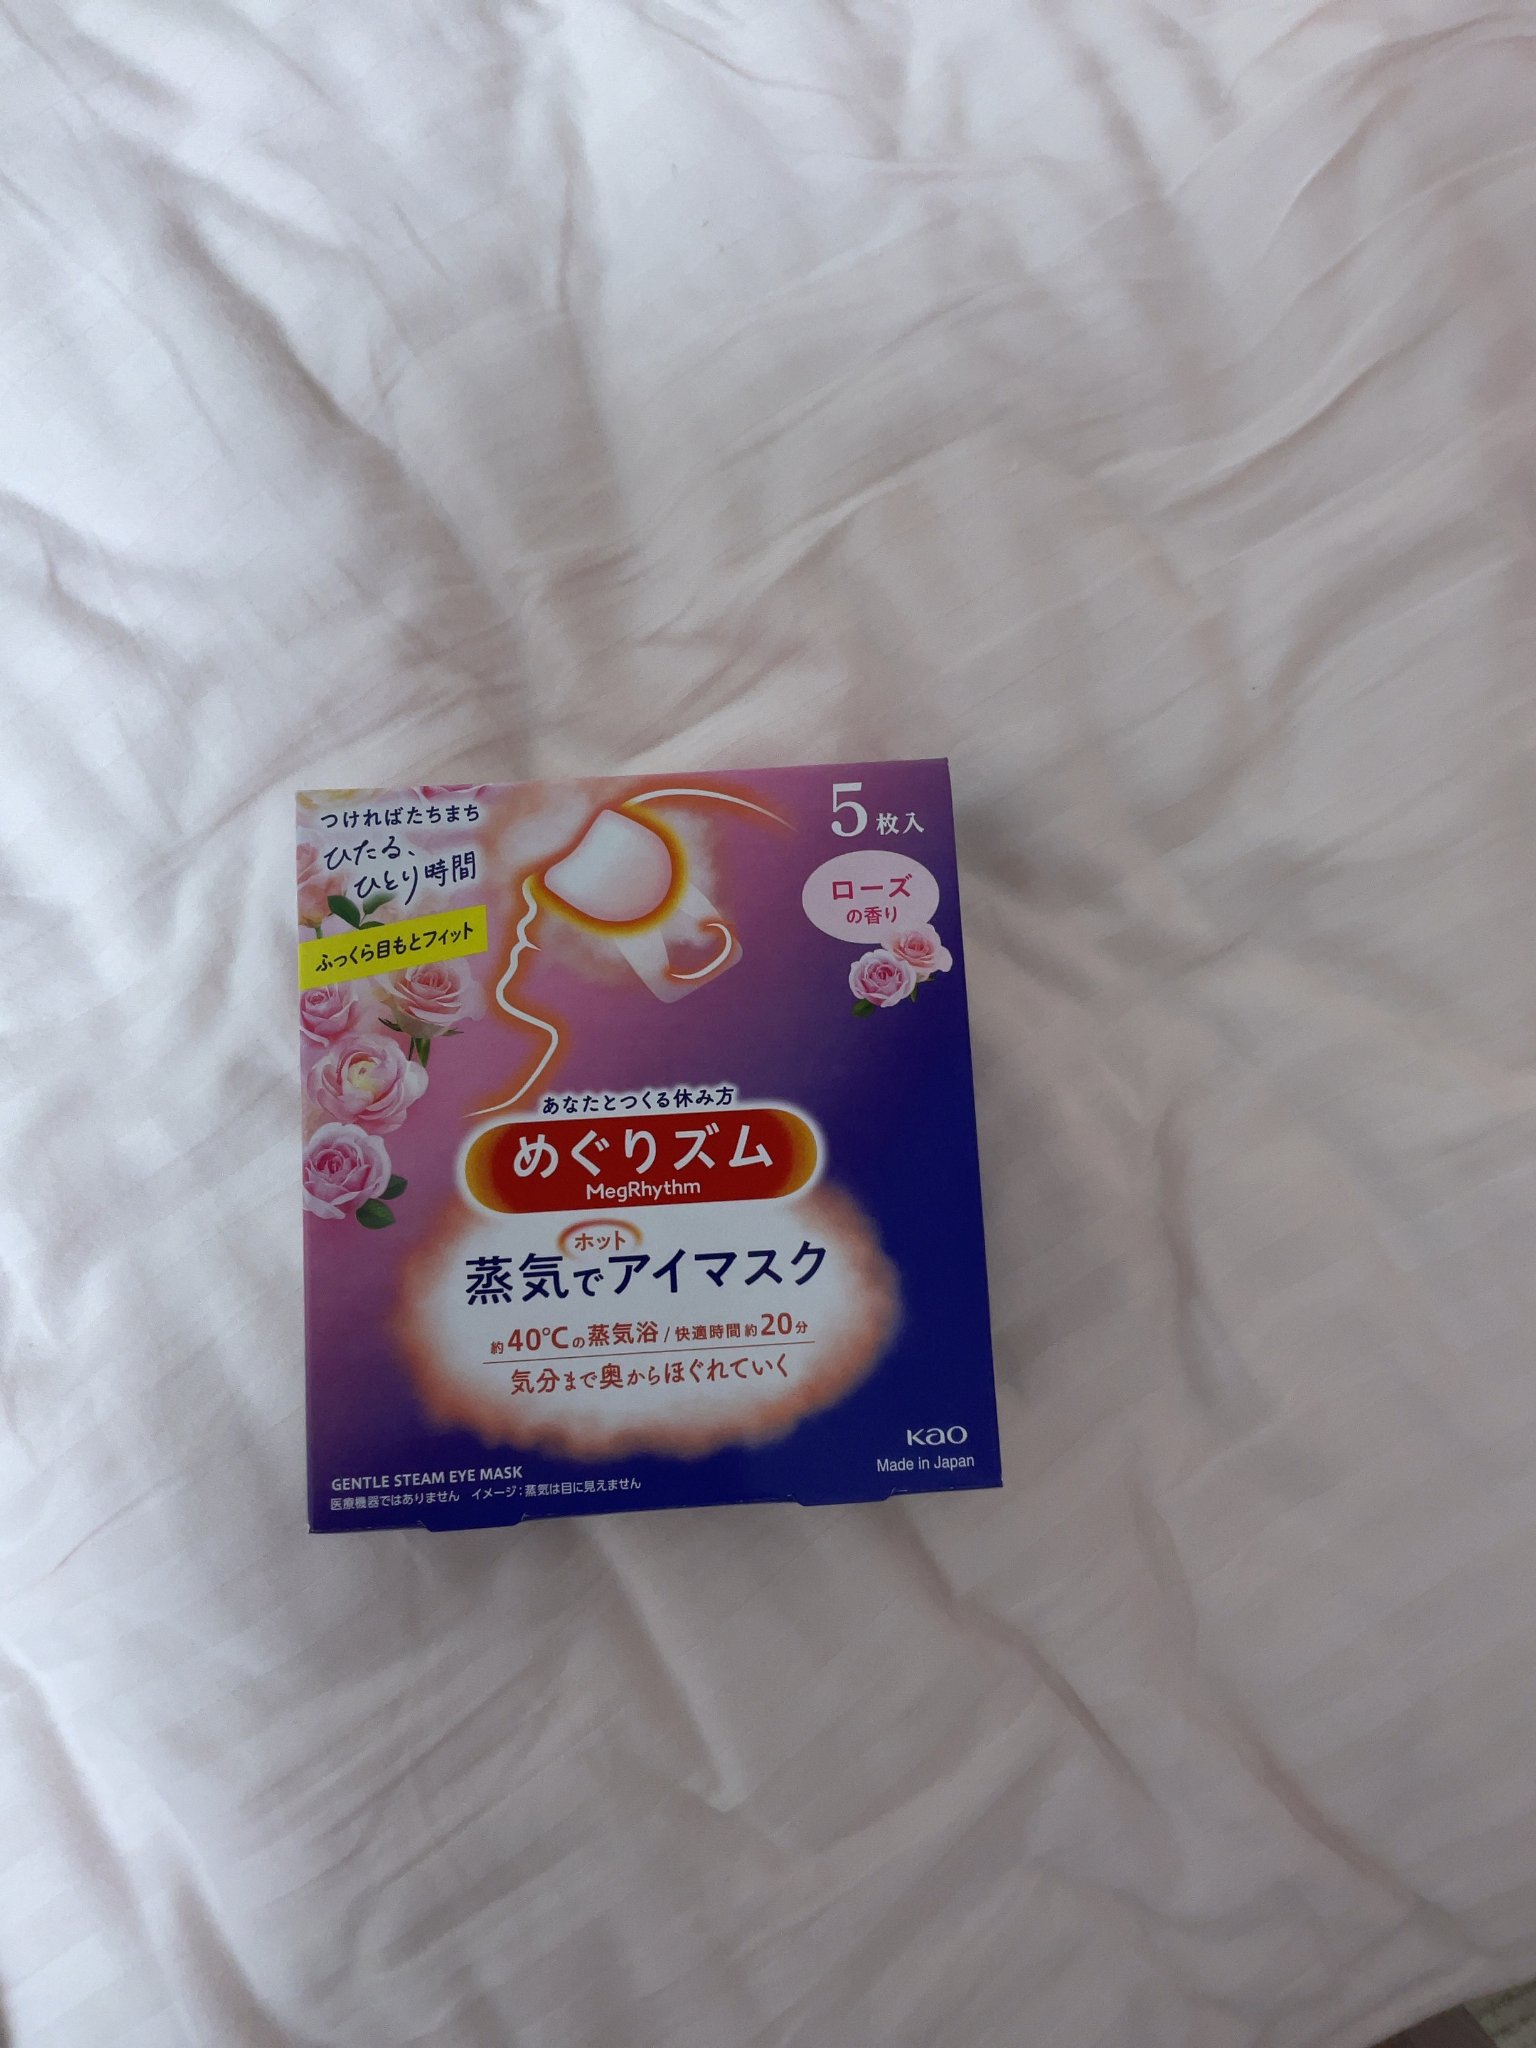 つければたちまち
ひたる、
ひとり時間
ふっくら目もとフィット
5枚入
ローズ
の香り
あなたとつくる休み方
めぐりズム
MegRhythm
ホット
蒸気でアイマスク
約40℃の蒸気浴/快適時間約20分
気分まで奥からほぐれていく
Kao
Made in Japan
GENTLE STEAM EYE MASK
医療機器ではありません イメージ:蒸気は目に見えません